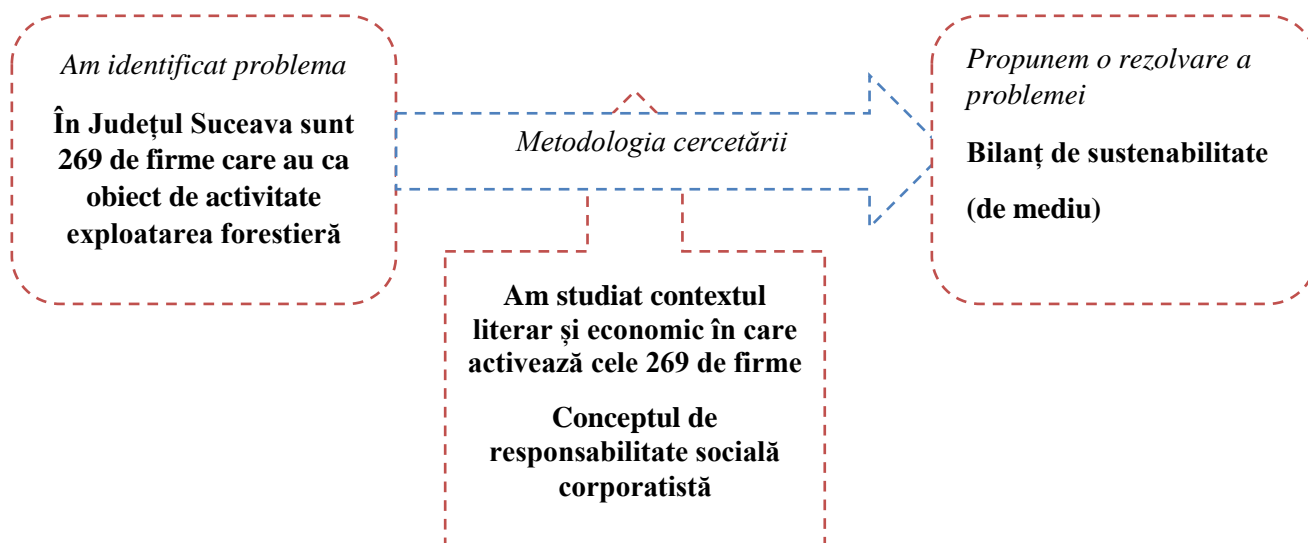 Am identificat problema
În Județul Suceava sunt
269 de firme care au ca
obiect de activitate
exploatarea forestieră
Metodologia cercetării
Am studiat contextul
literar și economic în care
activează cele 269 de firme
Conceptul de
responsabilitate socială
corporatistă
Propunem o rezolvare a
problemei
Bilanț de sustenabilitate
(de mediu)